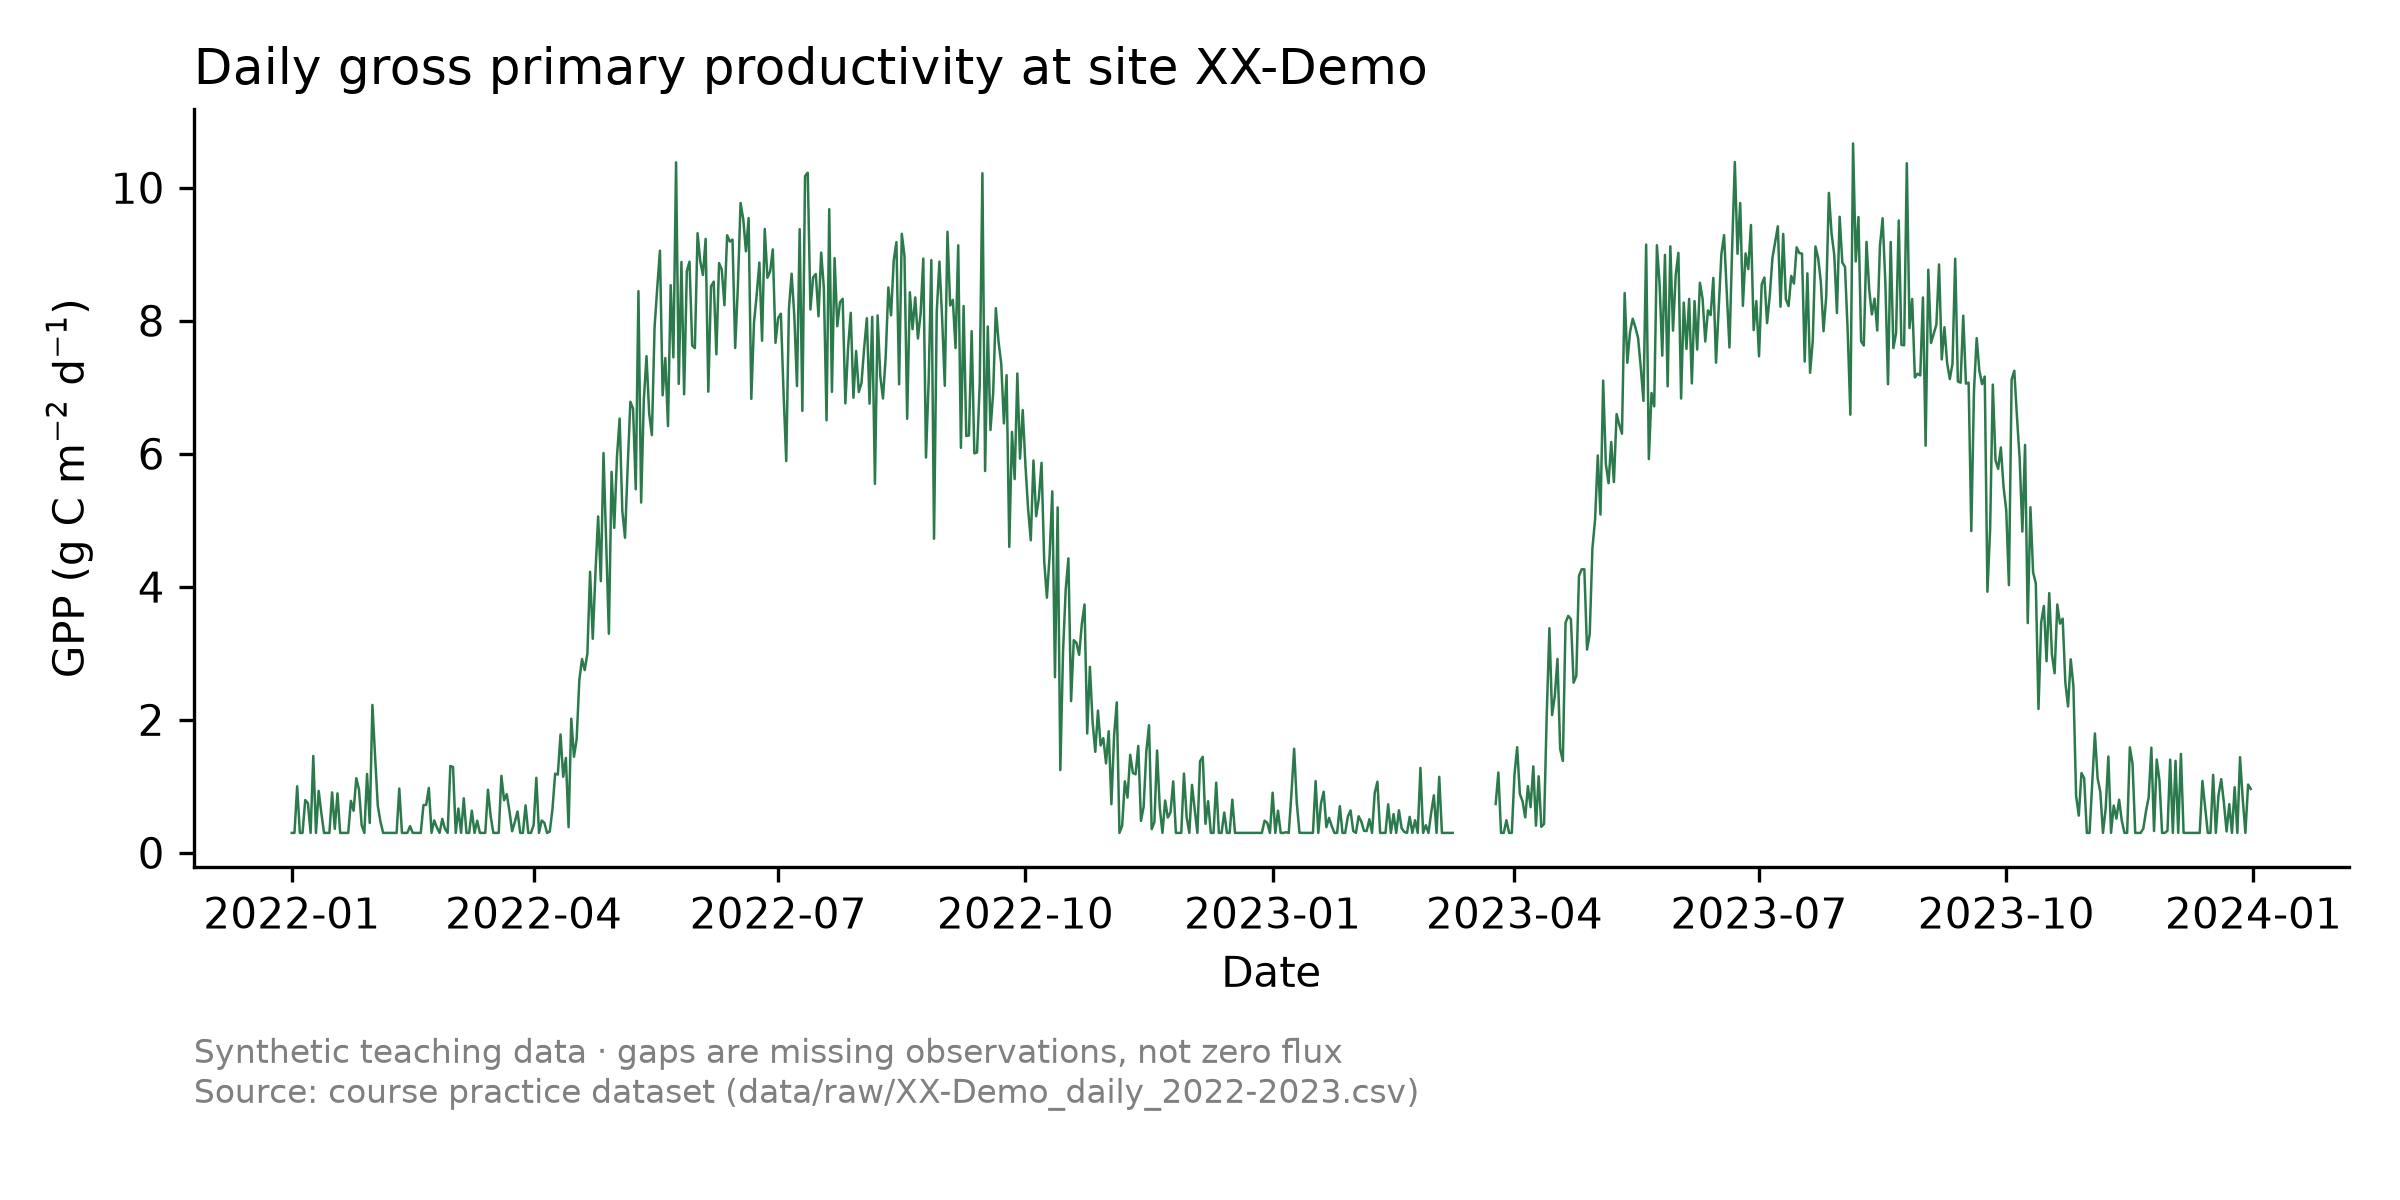 Daily gross primary productivity at site XX-Demo
GPP (g C m⁻² d⁻¹)
10
8
6
4
2
0
2022-01 2022-04 2022-07 2022-10 2023-01 2023-04 2023-07 2023-10 2024-01
Date
Synthetic teaching data · gaps are missing observations, not zero flux
Source: course practice dataset (data/raw/XX-Demo_daily_2022-2023.csv)